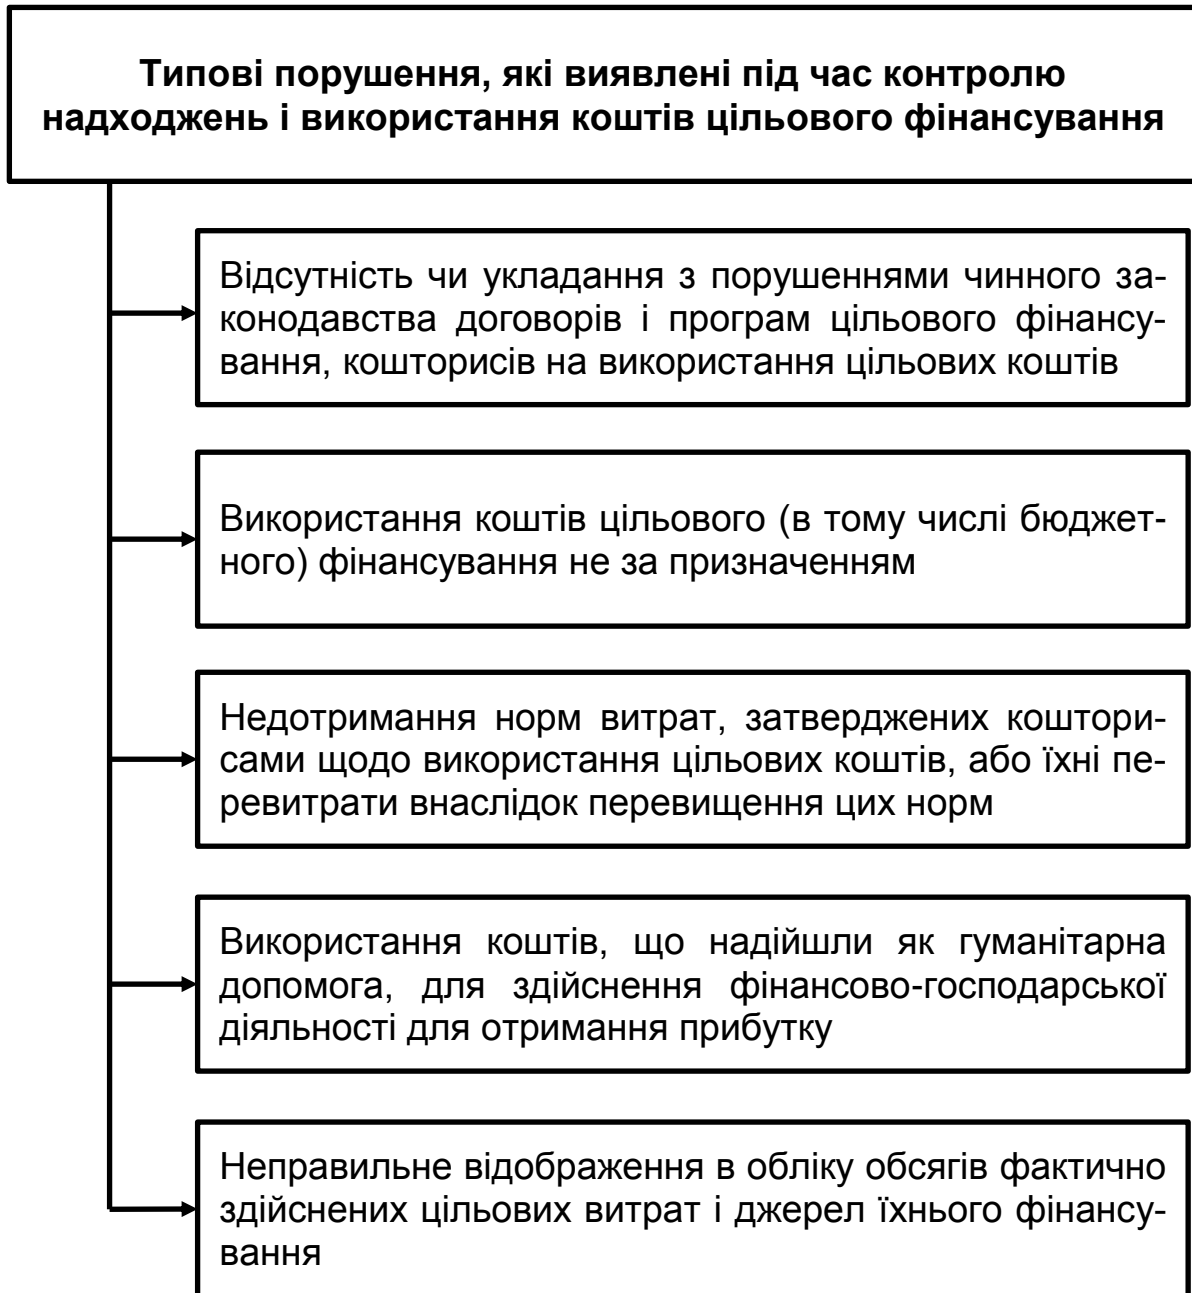 Типові порушення, які виявлені під час контролю
надходжень і використання коштів цільового фінансування
Відсутність чи укладання з порушеннями чинного за-
конодавства договорів і програм цільового фінансу-
вання, кошторисів на використання цільових коштів
Використання коштів цільового (в тому числі бюджет-
ного) фінансування не за призначенням
Недотримання норм витрат, затверджених коштори-
сами щодо використання цільових коштів, або їхні пе-
ревитрати внаслідок перевищення цих норм
Використання коштів, що надійшли як гуманітарна
допомога, для здійснення фінансово-господарської
діяльності для отримання прибутку
Неправильне відображення в обліку обсягів фактично
здійснених цільових витрат і джерел їхнього фінансу-
вання